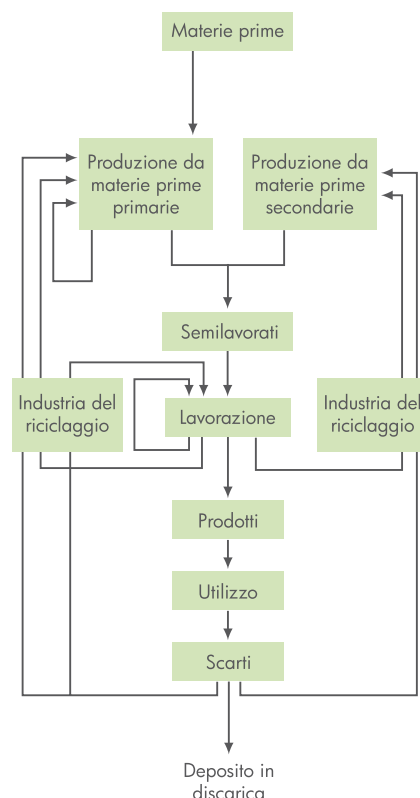 Materie prime
Produzione da
materie prime
primarie
Produzione da
materie prime
secondarie
Semilavorati
Industria del
riciclaggio
Lavorazione
Industria del
riciclaggio
Prodotti
Utilizzo
Scarti
Deposito in
discarica